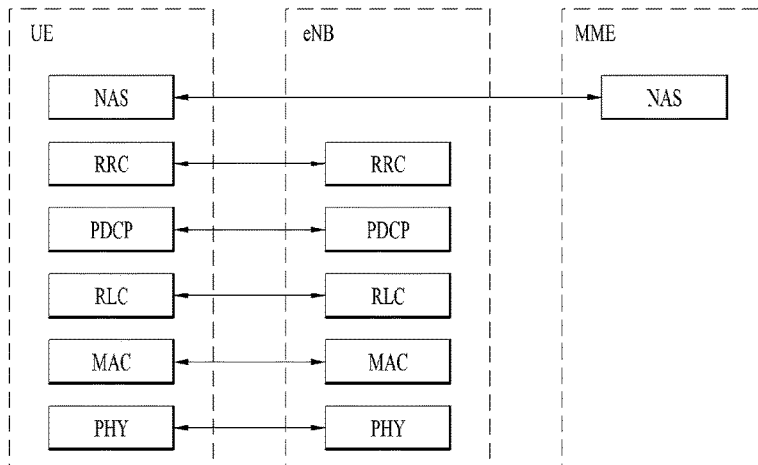 UE eNB MME
NAS NAS
RRC RRC
PDCP PDCP
RLC RLC
MAC MAC
PHY PHY